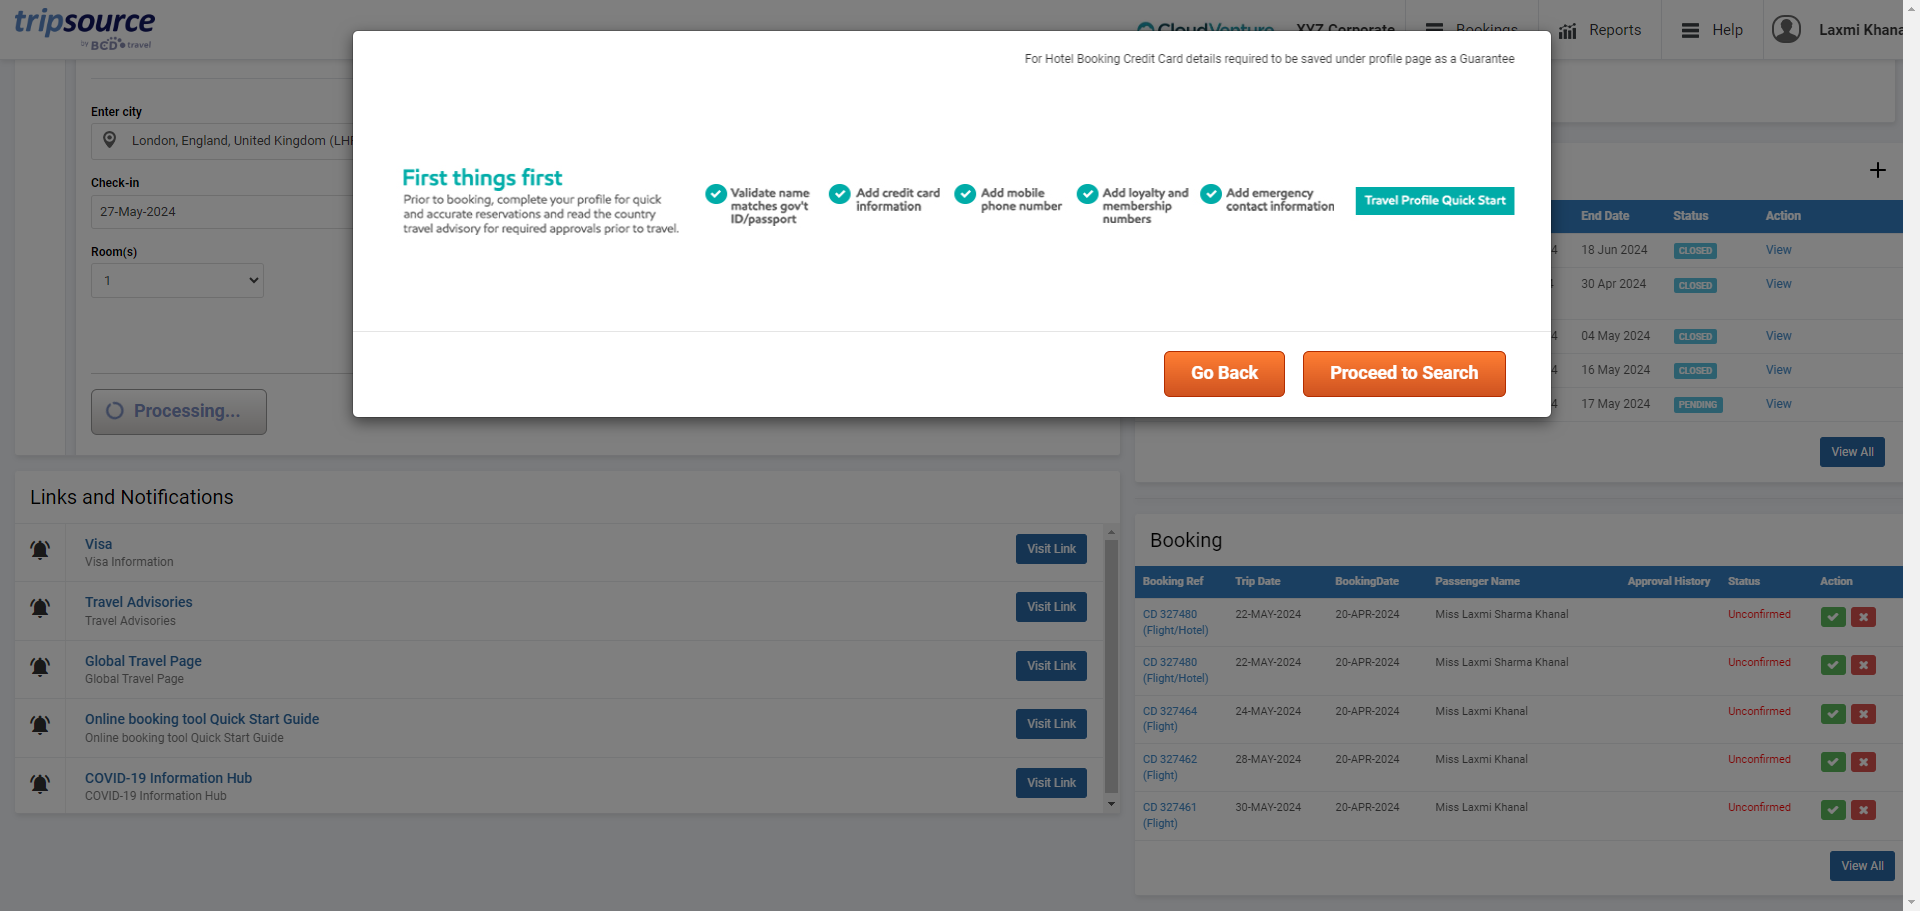 tripsource
by BCD travel
CloudVenture
XYZ Corporate
Bookings
Reports
Help
Laxmi Khana
For Hotel Booking Credit Card details required to be saved under profile page as a Guarantee
First things first
Prior to booking, complete your profile for quick
and accurate reservations and read the country
travel advisory for required approvals prior to travel.
Validate name
matches gov't
ID/passport
Add credit card
information
Add mobile
phone number
Add loyalty and
membership
numbers
Add emergency
contact information
Travel Profile Quick Start
Go Back
Proceed to Search
Enter city
London, England, United Kingdom (LH
Check-in
27-May-2024
Room(s)
1
Processing...
End Date Status Action
4 18 Jun 2024 CLOSED View
30 Apr 2024 CLOSED View
4 04 May 2024 CLOSED View
4 16 May 2024 CLOSED View
4 17 May 2024 PENDING View
View All
Links and Notifications
Visa
Visa Information
Visit Link
Travel Advisories
Travel Advisories
Visit Link
Global Travel Page
Global Travel Page
Visit Link
Online booking tool Quick Start Guide
Online booking tool Quick Start Guide
Visit Link
COVID-19 Information Hub
COVID-19 Information Hub
Visit Link
Booking
Booking Ref Trip Date BookingDate Passenger Name Approval History Status Action
CD 327480 22-MAY-2024 20-APR-2024 Miss Laxmi Sharma Khanal Unconfirmed
(Flight/Hotel)
CD 327480 22-MAY-2024 20-APR-2024 Miss Laxmi Sharma Khanal Unconfirmed
(Flight/Hotel)
CD 327464 24-MAY-2024 20-APR-2024 Miss Laxmi Khanal Unconfirmed
(Flight)
CD 327462 28-MAY-2024 20-APR-2024 Miss Laxmi Khanal Unconfirmed
(Flight)
CD 327461 30-MAY-2024 20-APR-2024 Miss Laxmi Khanal Unconfirmed
(Flight)
View All